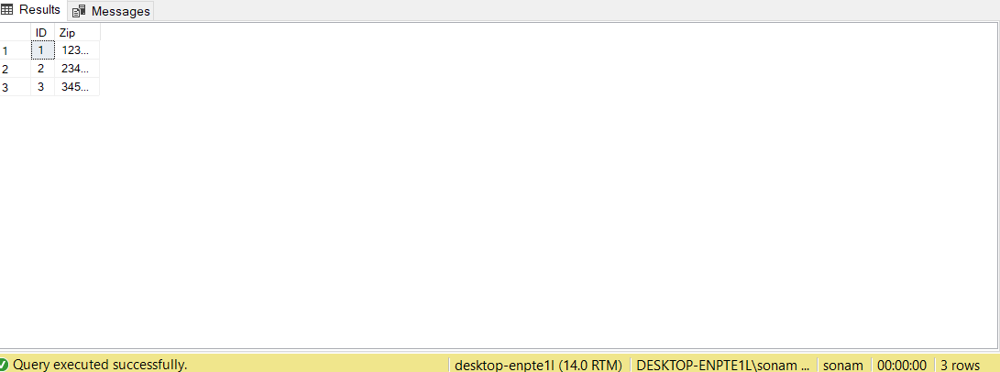 Results Messages
ID Zip
1 1 123...
2 2 234...
3 3 345...
Query executed successfully. desktop-enpte1l (14.0 RTM) DESKTOP-ENPTE1L\sonam ... sonam 00:00:00 3 rows